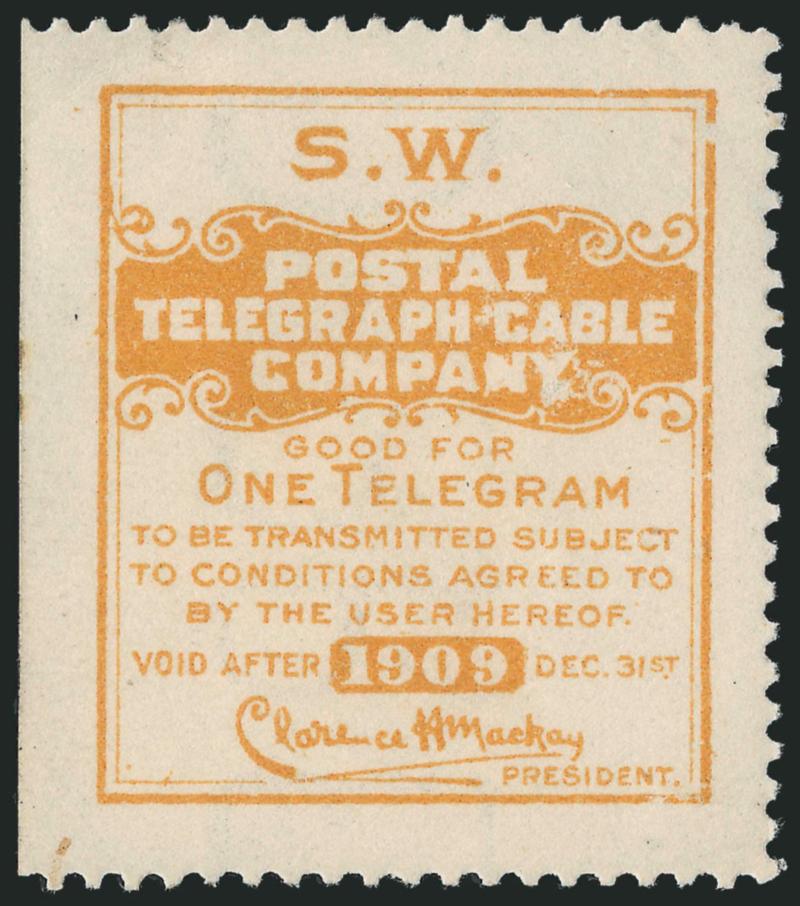 S.W.
POSTAL
TELEGRAPH-CABLE
COMPANY
GOOD FOR
ONE TELEGRAM
TO BE TRANSMITTED SUBJECT
TO CONDITIONS AGREED TO
BY THE USER HEREOF.
VOID AFTER 1909 DEC. 31ST
Clarence H Mackay
PRESIDENT.